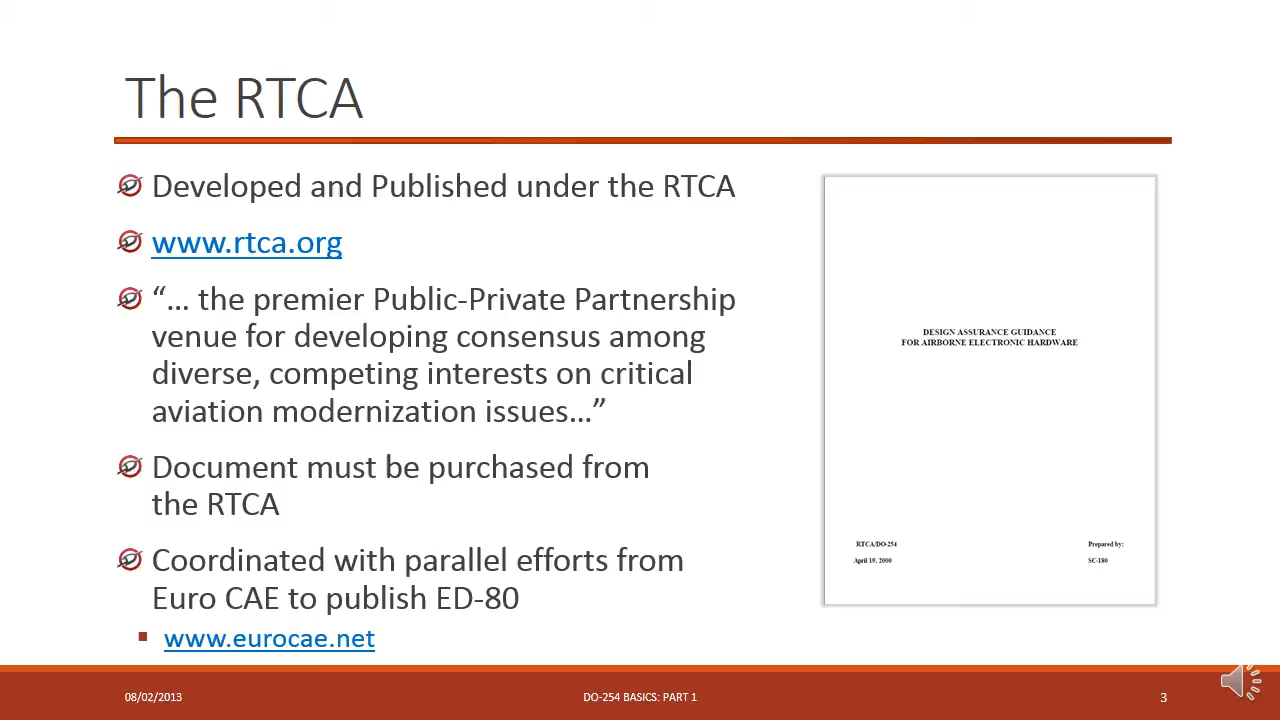 The RTCA
Developed and Published under the RTCA
www.rtca.org
“… the premier Public-Private Partnership
venue for developing consensus among
diverse, competing interests on critical
aviation modernization issues…”
Document must be purchased from
the RTCA
Coordinated with parallel efforts from
Euro CAE to publish ED-80
www.eurocae.net
DESIGN ASSURANCE GUIDANCE
FOR AIRBORNE ELECTRONIC HARDWARE
RTCA/DO-254
Prepared by:
April 19, 2000
SC-180
08/02/2013
DO-254 BASICS: PART 1
3